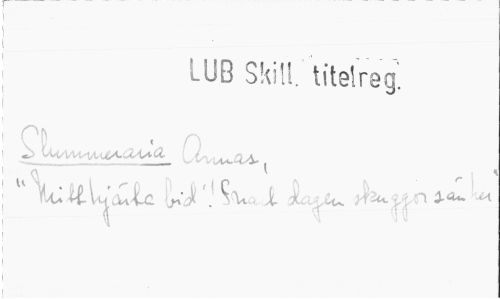 LUB Skill. titelreg.
Slummeraria Annas,
"Mitt hjärta bid'! Snart dagen skuggor sänker"